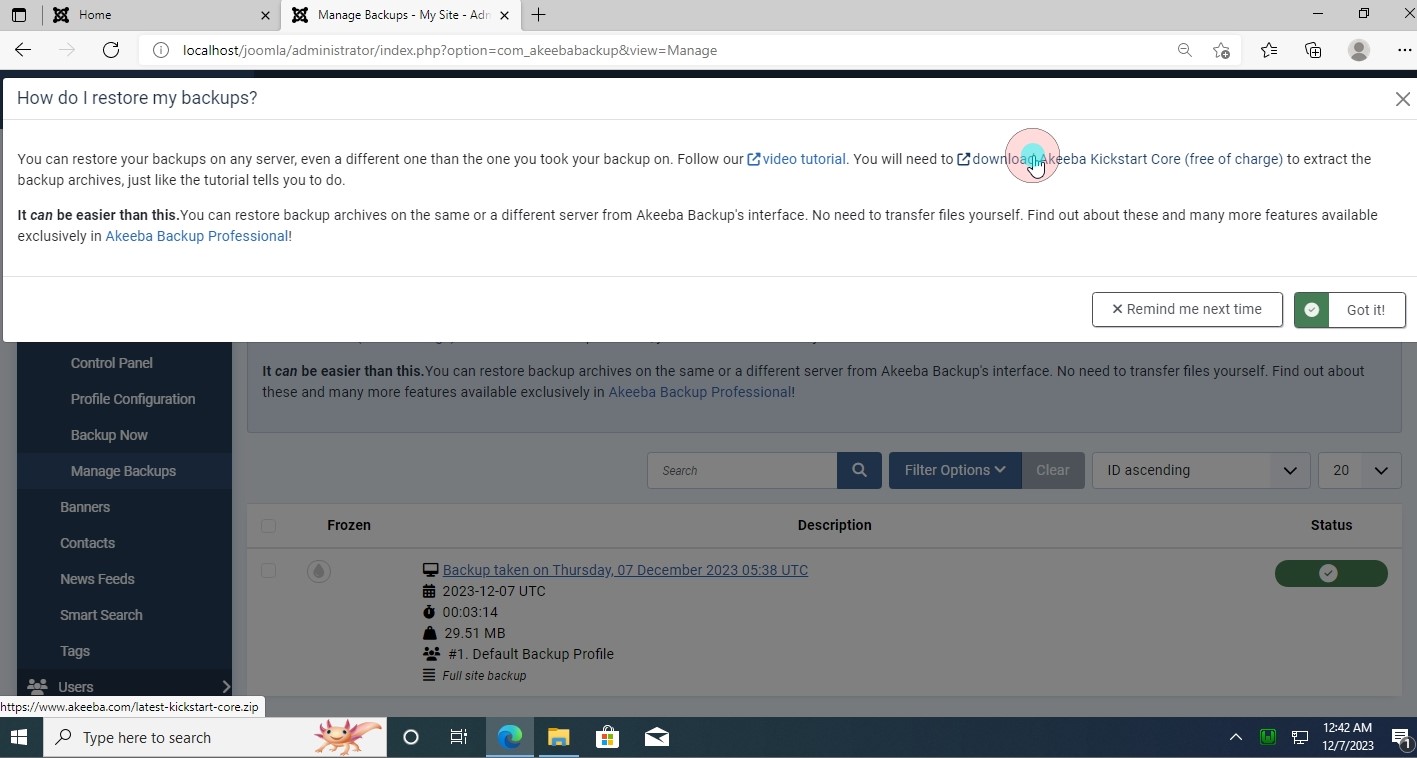 Home
Manage Backups - My Site - Adn
localhost/joomla/administrator/index.php?option=com_akeebabackup&view=Manage
How do I restore my backups?
You can restore your backups on any server, even a different one than the one you took your backup on. Follow our video tutorial. You will need to download Akeeba Kickstart Core (free of charge) to extract the
backup archives, just like the tutorial tells you to do.
It can be easier than this.You can restore backup archives on the same or a different server from Akeeba Backup's interface. No need to transfer files yourself. Find out about these and many more features available
exclusively in Akeeba Backup Professional!
Remind me next time
Got it!
Control Panel
Profile Configuration
Backup Now
Manage Backups
Banners
Contacts
News Feeds
Smart Search
Tags
Users
It can be easier than this.You can restore backup archives on the same or a different server from Akeeba Backup's interface. No need to transfer files yourself. Find out about
these and many more features available exclusively in Akeeba Backup Professional!
Search
Filter Options
Clear
ID ascending
20
Frozen
Description
Status
Backup taken on Thursday, 07 December 2023 05:38 UTC
2023-12-07 UTC
00:03:14
29.51 MB
#1. Default Backup Profile
Full site backup
https://www.akeeba.com/latest-kickstart-core.zip
Type here to search
12:42 AM
12/7/2023
1